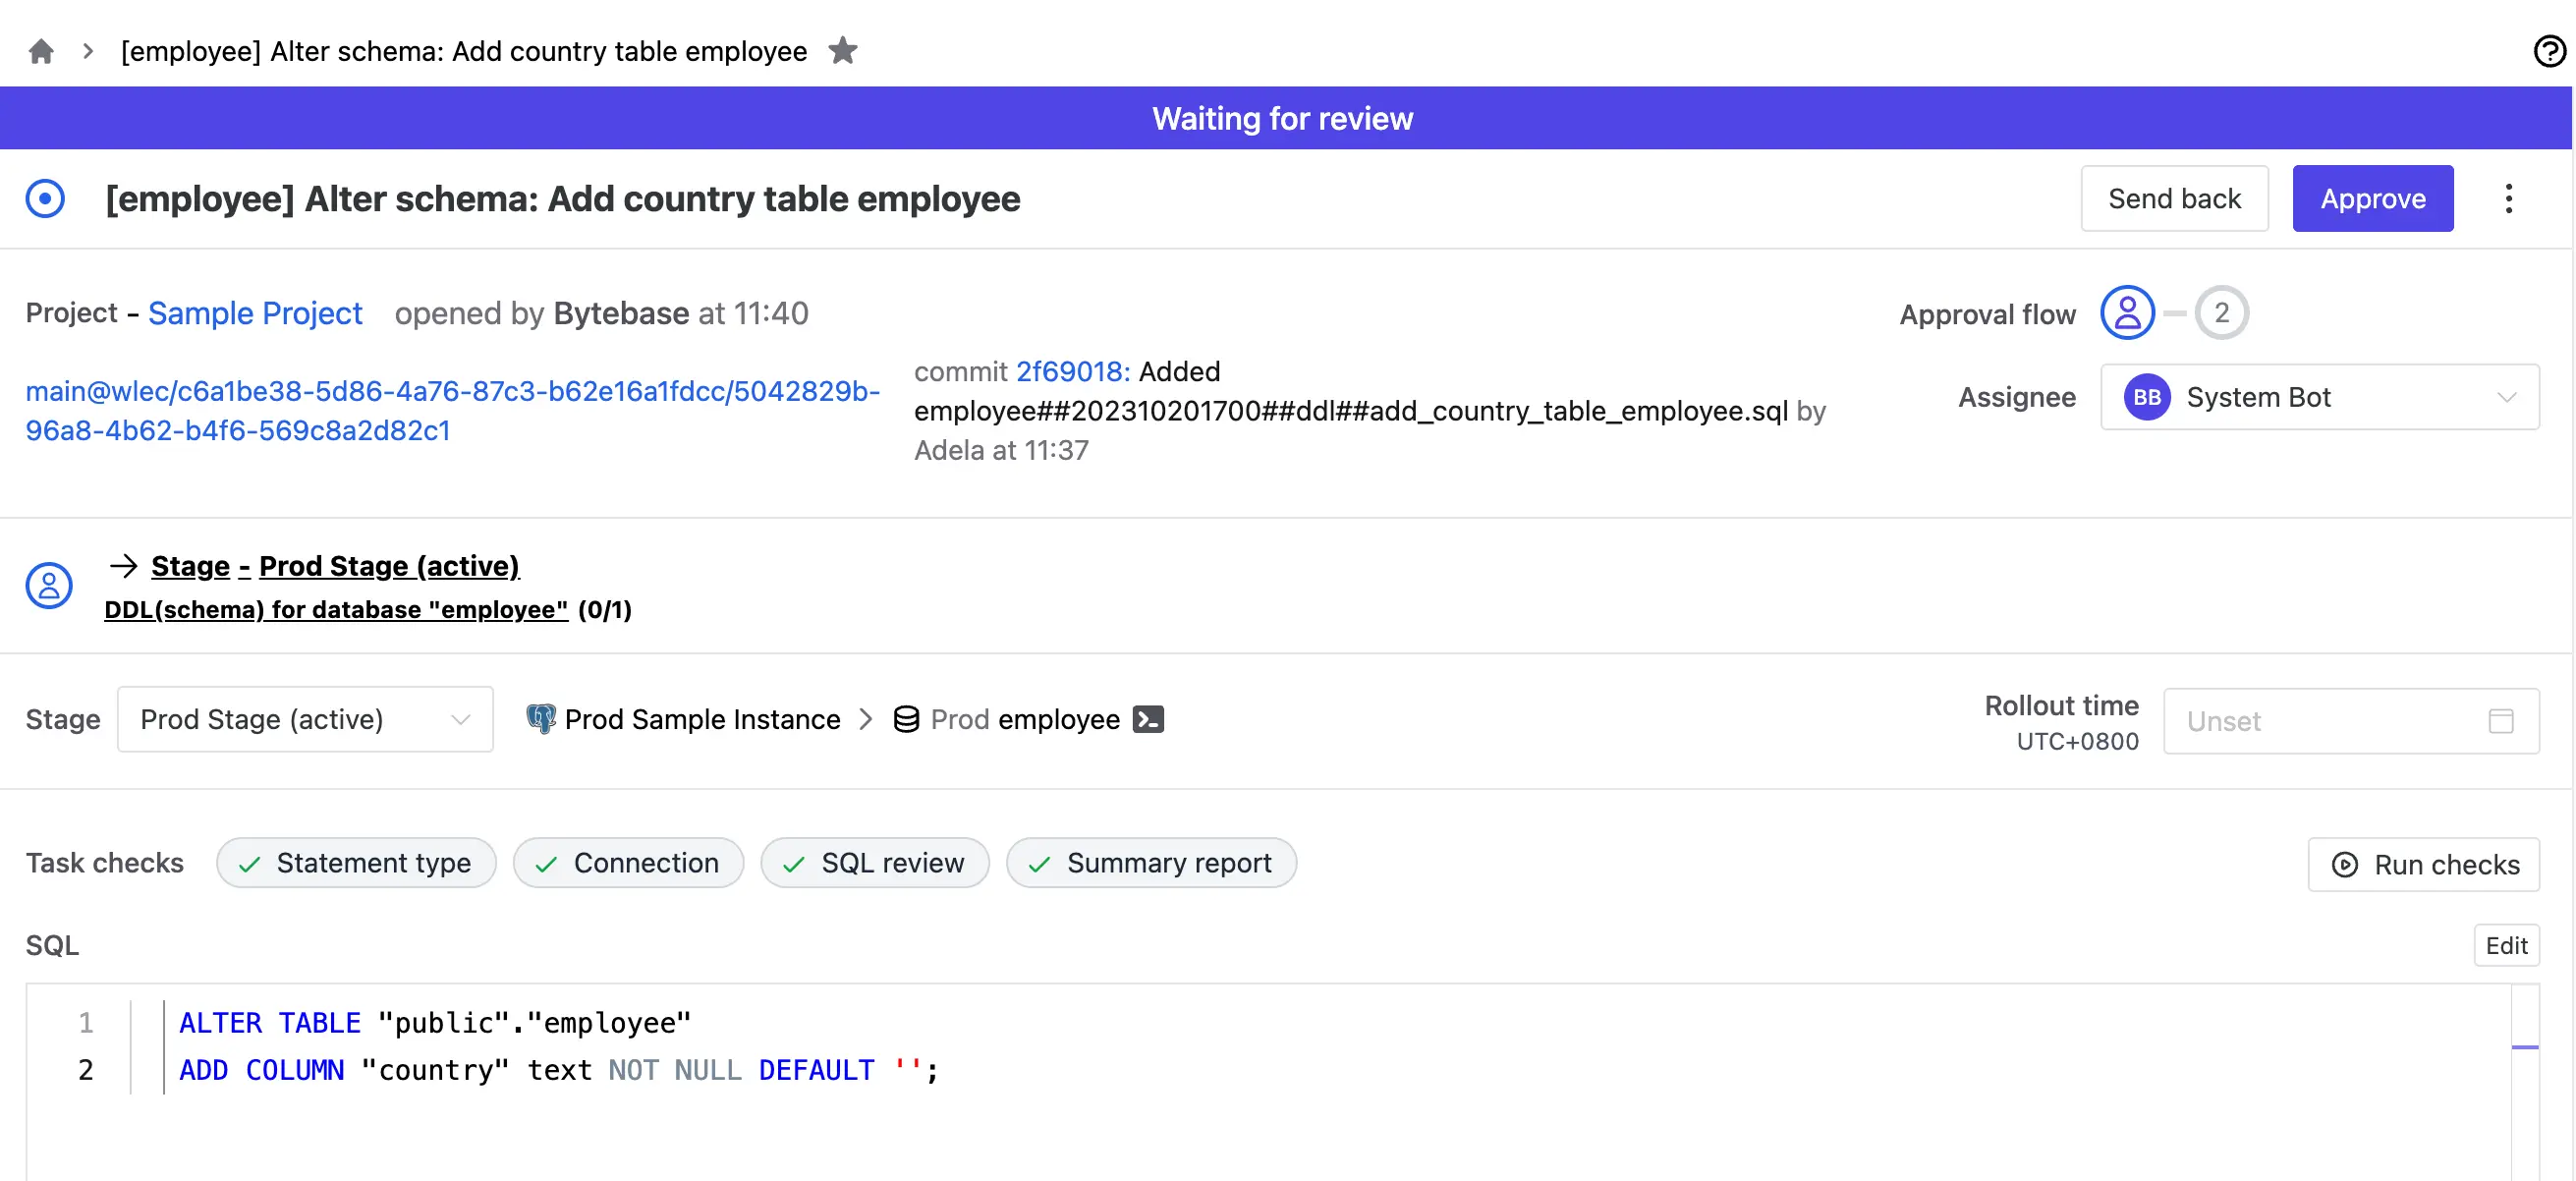 [employee] Alter schema: Add country table employee
Waiting for review
[employee] Alter schema: Add country table employee
Send back
Approve
Project - Sample Project opened by Bytebase at 11:40
Approval flow 2
main@wlec/c6a1be38-5d86-4a76-87c3-b62e16a1fdcc/5042829b-
96a8-4b62-b4f6-569c8a2d82c1
commit 2f69018: Added
employee##202310201700##ddl##add_country_table_employee.sql by
Adela at 11:37
Assignee BB System Bot
Stage - Prod Stage (active)
DDL(schema) for database "employee" (0/1)
Stage Prod Stage (active) Prod Sample Instance Prod employee
Rollout time
UTC+0800
Unset
Task checks Statement type Connection SQL review Summary report Run checks
SQL Edit
1 ALTER TABLE "public"."employee"
2 ADD COLUMN "country" text NOT NULL DEFAULT '';